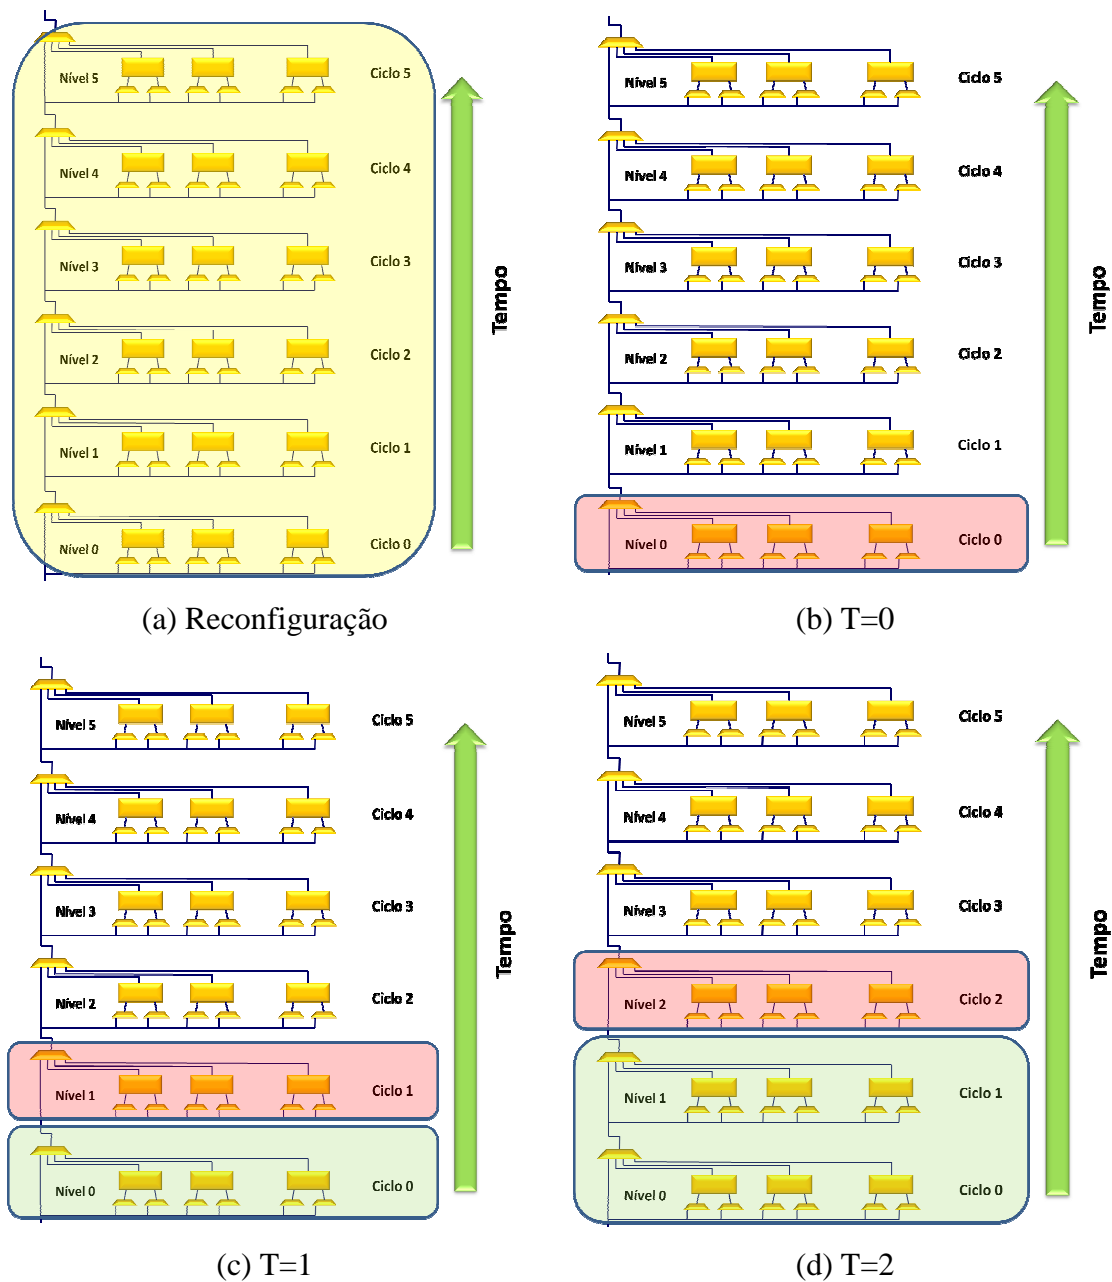 Nível 5
Ciclo 5
Nível 4
Ciclo 4
Nível 3
Ciclo 3
Nível 2
Ciclo 2
Nível 1
Ciclo 1
Nível 0
Ciclo 0
Tempo
(a) Reconfiguração
Nível 5
Ciclo 5
Nível 4
Ciclo 4
Nível 3
Ciclo 3
Nível 2
Ciclo 2
Nível 1
Ciclo 1
Nível 0
Ciclo 0
Tempo
(b) T=0
Nível 5
Ciclo 5
Nível 4
Ciclo 4
Nível 3
Ciclo 3
Nível 2
Ciclo 2
Nível 1
Ciclo 1
Nível 0
Ciclo 0
Tempo
(c) T=1
Nível 5
Ciclo 5
Nível 4
Ciclo 4
Nível 3
Ciclo 3
Nível 2
Ciclo 2
Nível 1
Ciclo 1
Nível 0
Ciclo 0
Tempo
(d) T=2